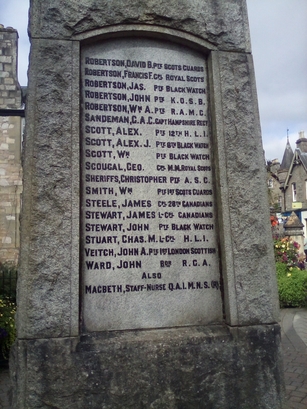 ROBERTSON, DAVID B. PTE SCOTS GUARDS
ROBERTSON, FRANCIS F. CPL ROYAL SCOTS
ROBERTSON, JAS. PTE BLACK WATCH
ROBERTSON, JOHN PTE K.O.S.B.
ROBERTSON, WM A. PTE R.A.M.C.
SANDEMAN, G.A.C. CAPT HAMPSHIRE REGT
SCOTT, ALEX. PTE 12TH H.L.I.
SCOTT, ALEX. J. PTE 8TH BLACK WATCH
SCOTT, WM PTE BLACK WATCH
SCOUGAL, GEO. M.M. ROYAL SCOTS
SHERIFFS, CHRISTOPHER PTE A.S.C.
SMITH, WM PTE 1ST SCOTS GUARDS
STEELE, JAMES 28TH CANADIANS
STEWART, JAMES L-CPL CANADIANS
STEWART, JOHN PTE BLACK WATCH
STUART, CHAS. M. L-CPL H.L.I.
VEITCH, JOHN A. PTE 1ST LONDON SCOTTISH
WARD, JOHN BDR R.G.A.
ALSO
MACBETH, STAFF-NURSE Q.A.I.M.N.S.